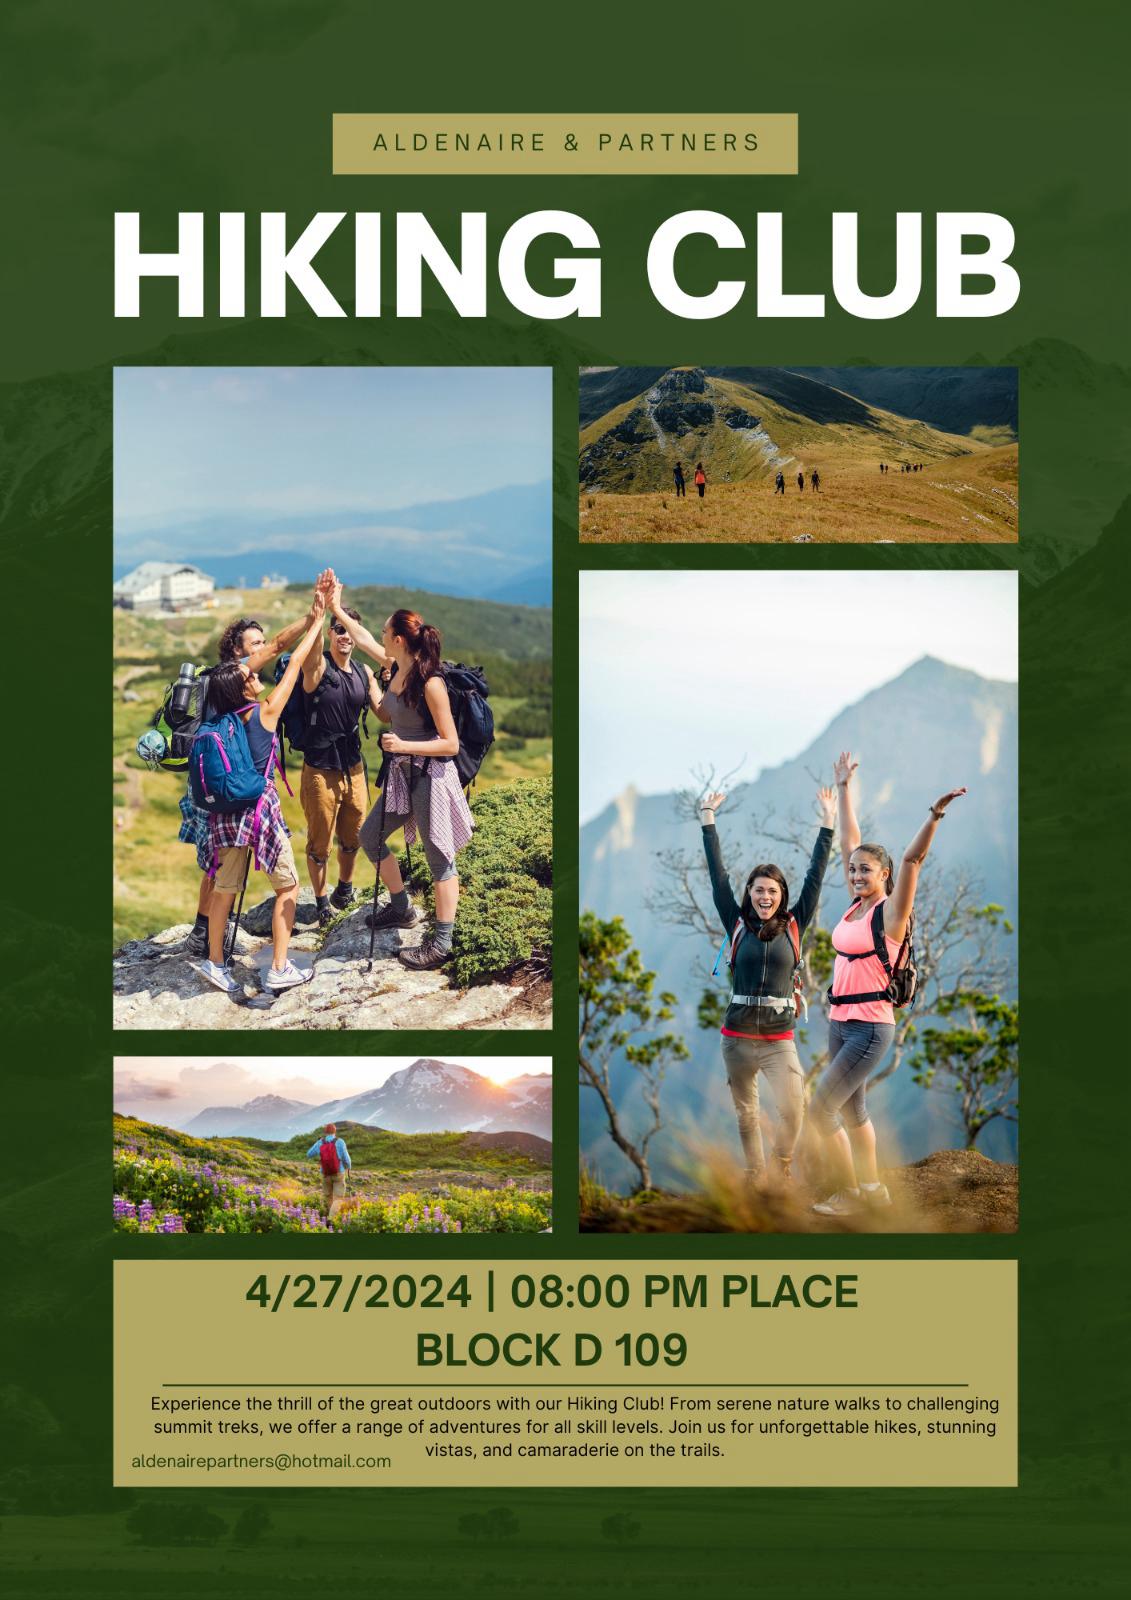 ALDENAIRE & PARTNERS
HIKING CLUB
4/27/2024 | 08:00 PM PLACE
BLOCK D 109
Experience the thrill of the great outdoors with our Hiking Club! From serene nature walks to challenging
summit treks, we offer a range of adventures for all skill levels. Join us for unforgettable hikes, stunning
vistas, and camaraderie on the trails.
aldenairepartners@hotmail.com